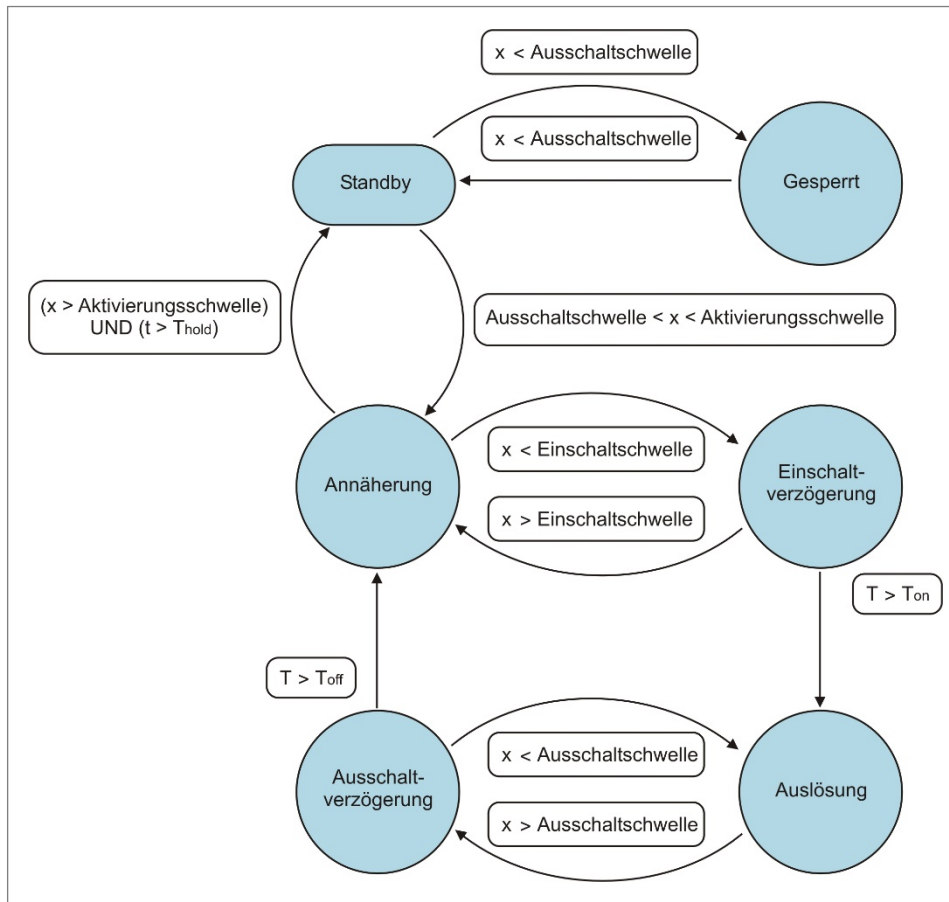 x < Ausschaltschwelle
x < Ausschaltschwelle
Standby
Gesperrt
(x > Aktivierungsschwelle)
UND (t > Thold)
Ausschaltschwelle < x < Aktivierungsschwelle
x < Einschaltschwelle
Annäherung
Einschalt-
verzögerung
x > Einschaltschwelle
T > Ton
T > Toff
x < Ausschaltschwelle
Ausschalt-
verzögerung
Auslösung
x > Ausschaltschwelle